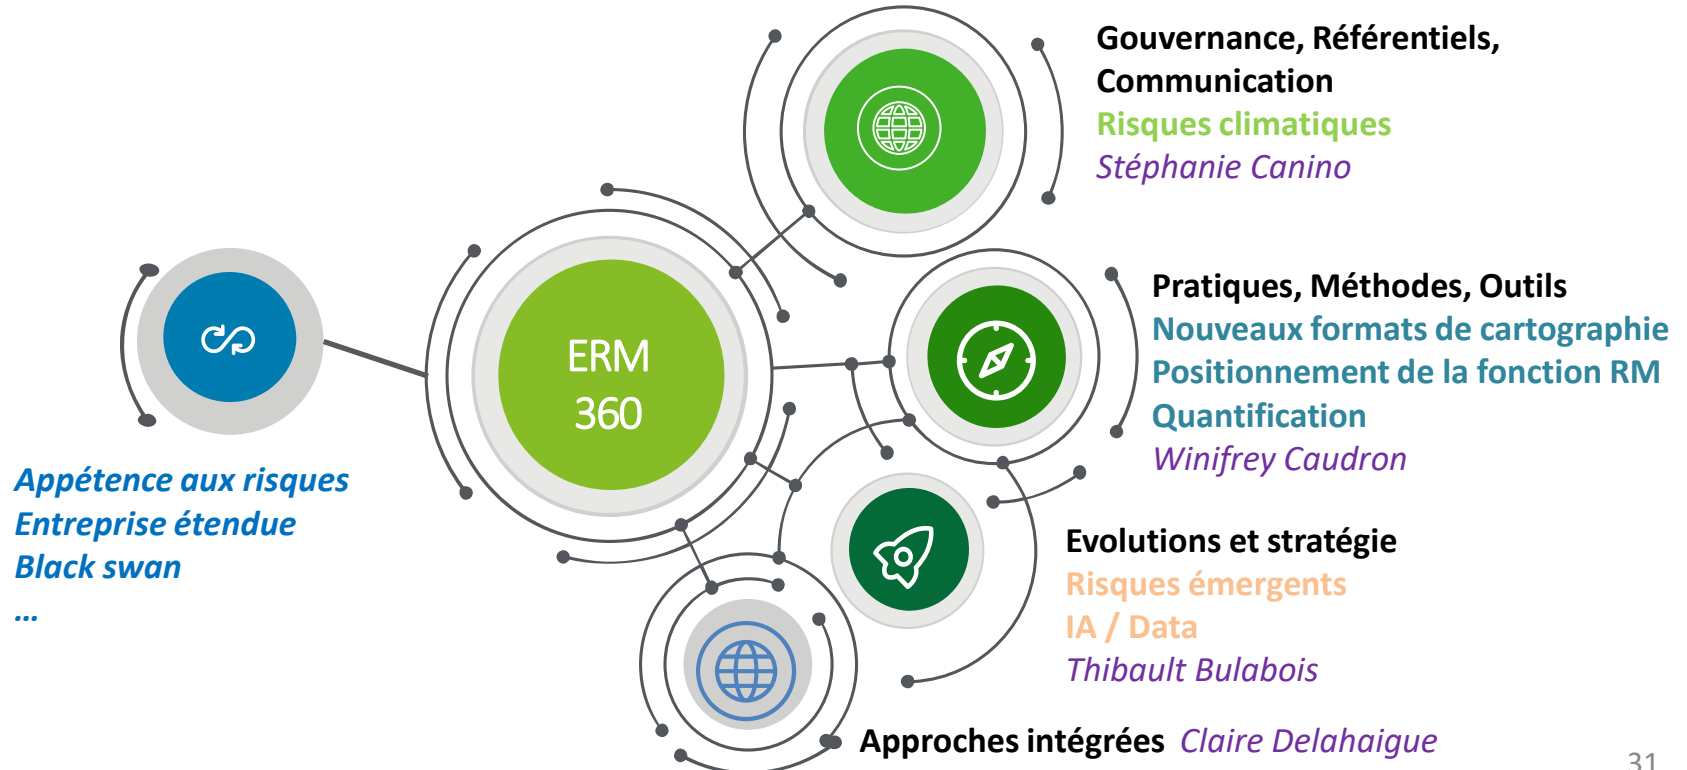 Gouvernance, Référentiels,
Communication
Risques climatiques
Stéphanie Canino
Pratiques, Méthodes, Outils
Nouveaux formats de cartographie
Positionnement de la fonction RM
Quantification
Winifrey Caudron
ERM
360
Appétence aux risques
Entreprise étendue
Black swan
...
Evolutions et stratégie
Risques émergents
IA / Data
Thibault Bulabois
Approches intégrées Claire Delahaigue
31